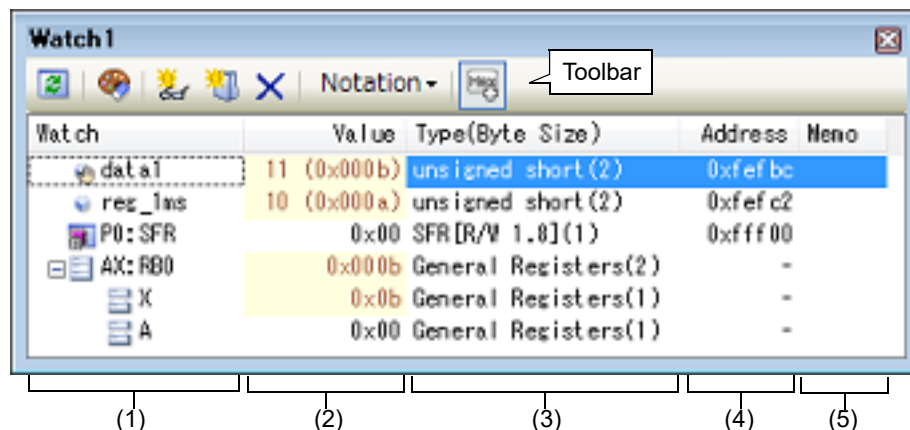 Watch1
Notation
Hex
Toolbar
Watch Value Type(Byte Size) Address Memo
data1 11 (0x000b) unsigned short(2) 0xfefbc
reg_1ms 10 (0x000a) unsigned short(2) 0xfefc2
P0:SFR 0x00 SFR[R/W 1.8](1) 0xfff00
AX:RB0 0x000b General Registers(2) -
X 0x0b General Registers(1) -
A 0x00 General Registers(1) -
(1) (2) (3) (4) (5)